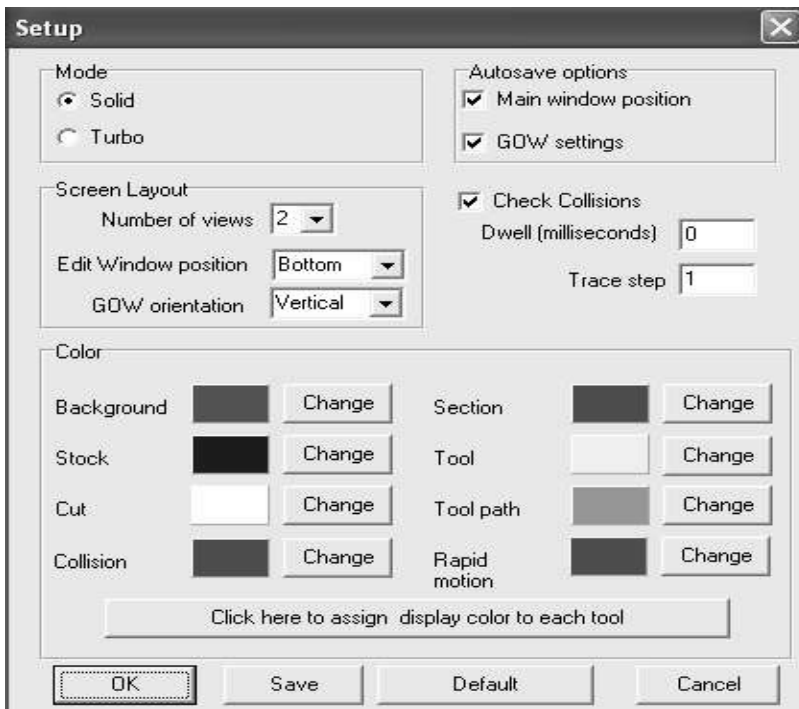 Setup
Mode
Solid
Turbo
Autosave options
Main window position
GOW settings
Screen Layout
Number of views 2
Edit Window position Bottom
GOW orientation Vertical
Check Collisions
Dwell (milliseconds) 0
Trace step 1
Color
Background Change
Section Change
Stock Change
Tool Change
Cut Change
Tool path Change
Collision Change
Rapid
motion Change
Click here to assign display color to each tool
OK Save Default Cancel